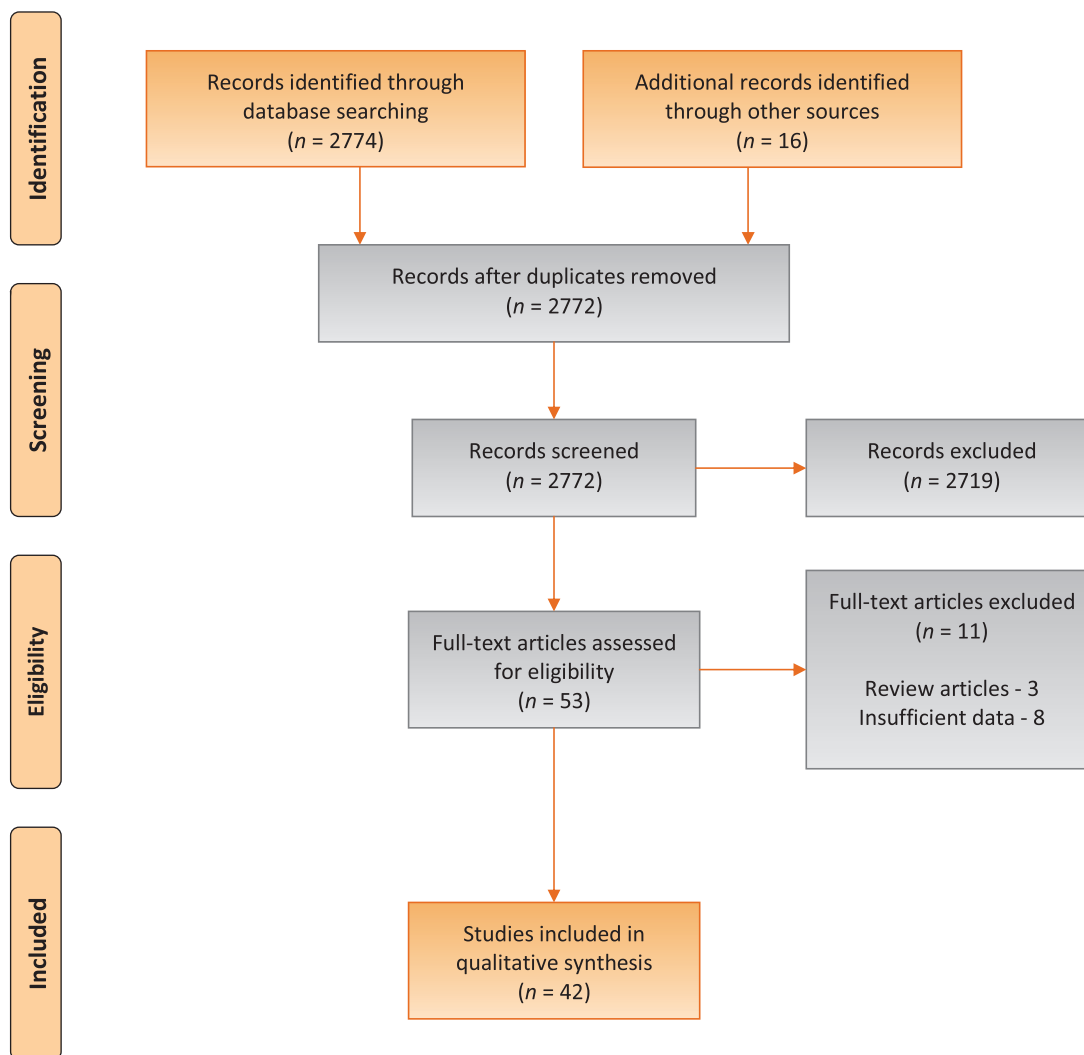 Identification
Records identified through
database searching
(n = 2774)
Additional records identified
through other sources
(n = 16)
Records after duplicates removed
(n = 2772)
Screening
Records screened
(n = 2772)
Records excluded
(n = 2719)
Eligibility
Full-text articles assessed
for eligibility
(n = 53)
Full-text articles excluded
(n = 11)
Review articles - 3
Insufficient data - 8
Included
Studies included in
qualitative synthesis
(n = 42)